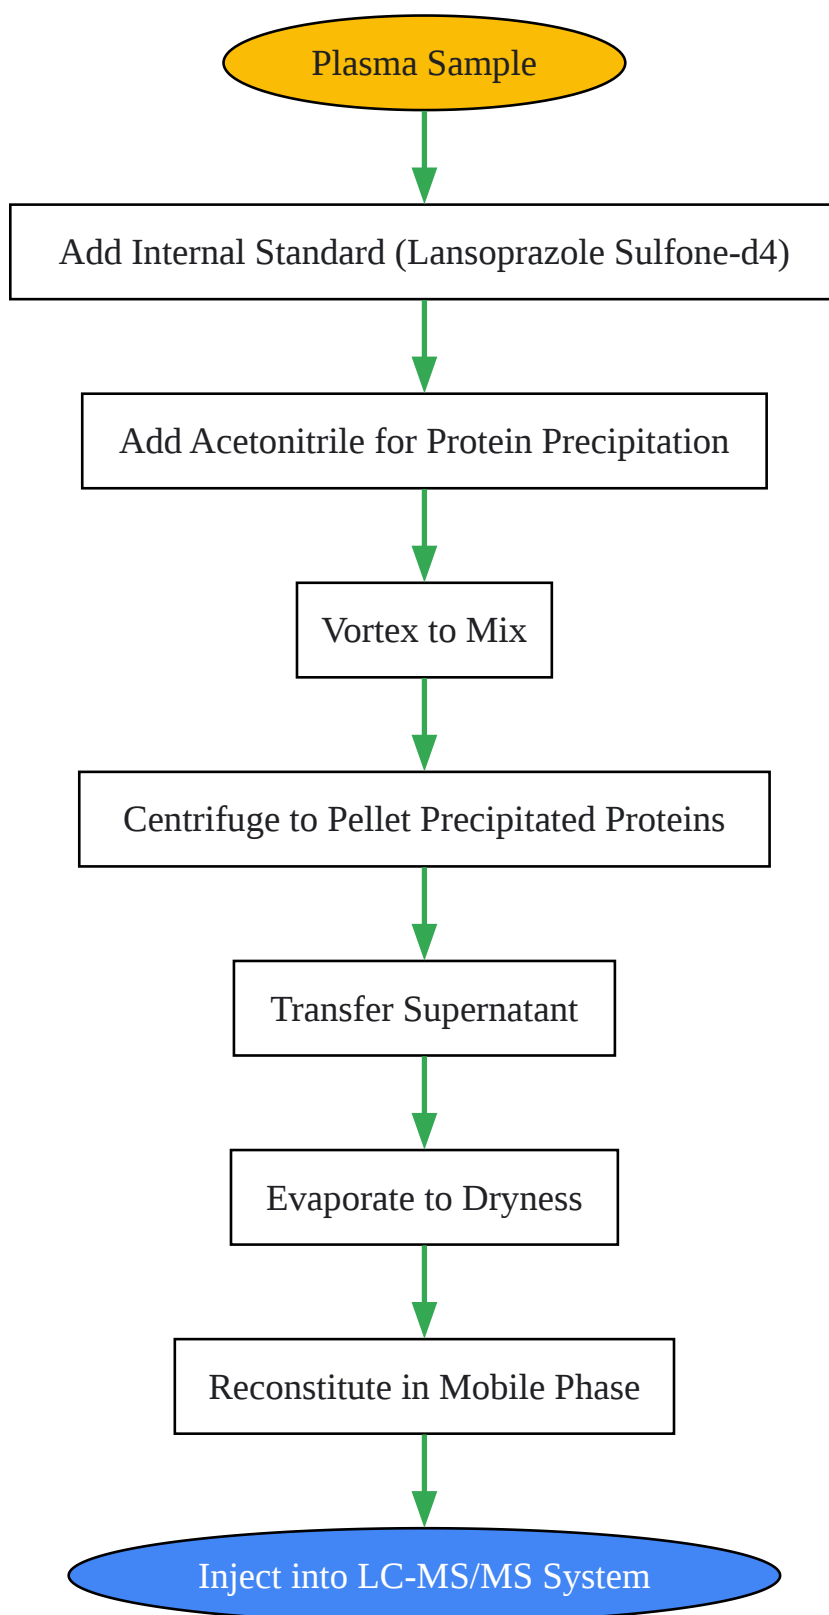 Plasma Sample
Add Internal Standard (Lansoprazole Sulfone-d4)
Add Acetonitrile for Protein Precipitation
Vortex to Mix
Centrifuge to Pellet Precipitated Proteins
Transfer Supernatant
Evaporate to Dryness
Reconstitute in Mobile Phase
Inject into LC-MS/MS System